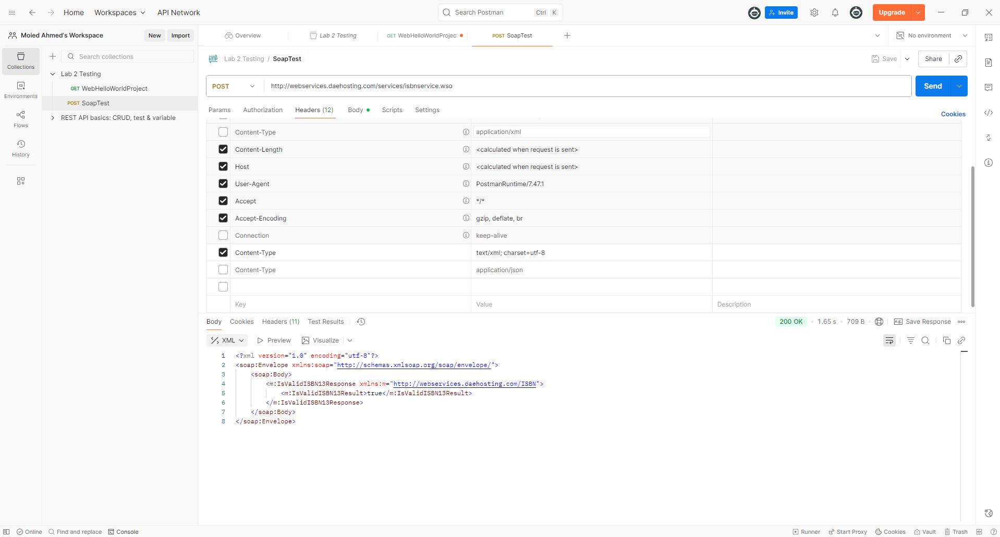 Home Workspaces API Network Search Postman Ctrl K Invite Upgrade
Moied Ahmed's Workspace New Import Overview Lab 2 Testing GET WebHelloWorldProjec POST SoapTest No environment
Collections
Environments
Flows
History
Search collections
Lab 2 Testing
GET WebHelloWorldProject
POST SoapTest
REST API basics: CRUD, test & variable
HTTP Lab 2 Testing / SoapTest Save Share
POST http://webservices.daehosting.com/services/isbnservice.wso Send
Params Authorization Headers (12) Body Scripts Settings Cookies
Content-Type application/xml
Content-Length <calculated when request is sent>
Host <calculated when request is sent>
User-Agent PostmanRuntime/7.47.1
Accept */*
Accept-Encoding gzip, deflate, br
Connection keep-alive
Content-Type text/xml; charset=utf-8
Content-Type application/json
Key Value Description
Body Cookies Headers (11) Test Results 200 OK 1.65 s 709 B e.g. Save Response
XML Preview Visualize
1 <?xml version="1.0" encoding="utf-8"?>
2 <soap:Envelope xmlns:soap="http://schemas.xmlsoap.org/soap/envelope/">
3 <soap:Body>
4 <m:IsValidISBN13Response xmlns:m="http://webservices.daehosting.com/ISBN">
5 <m:IsValidISBN13Result>true</m:IsValidISBN13Result>
6 </m:IsValidISBN13Response>
7 </soap:Body>
8 </soap:Envelope>
Online Find and replace Console Runner Start Proxy Cookies Vault Trash